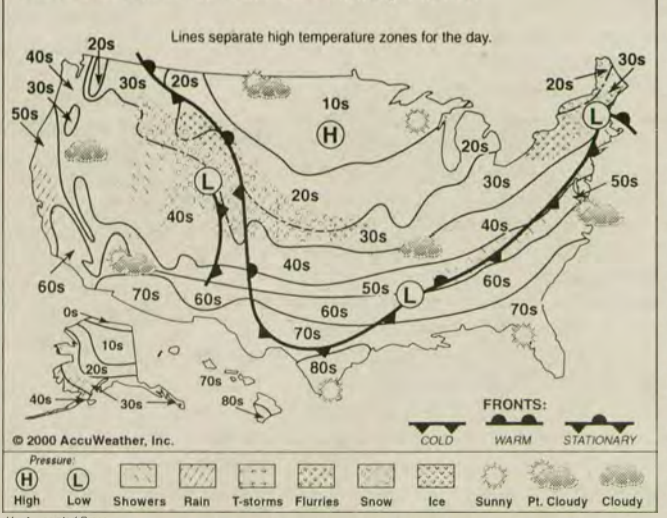 Lines separate high temperature zones for the day.
20s
40s
30s
30s
20s
20s
30s
10s
50s
H
L
20s
L
20s
30s
50s
40s
30s
40s
40s
60s
50s
60s
70s
60s
L
60s
70s
0s
70s
10s
80s
20s
70s
40s
30s
80s
FRONTS:
© 2000 AccuWeather, Inc.
COLD WARM STATIONARY
Pressure:
H L
High Low Showers Rain T-storms Flurries Snow Ice Sunny Pt. Cloudy Cloudy